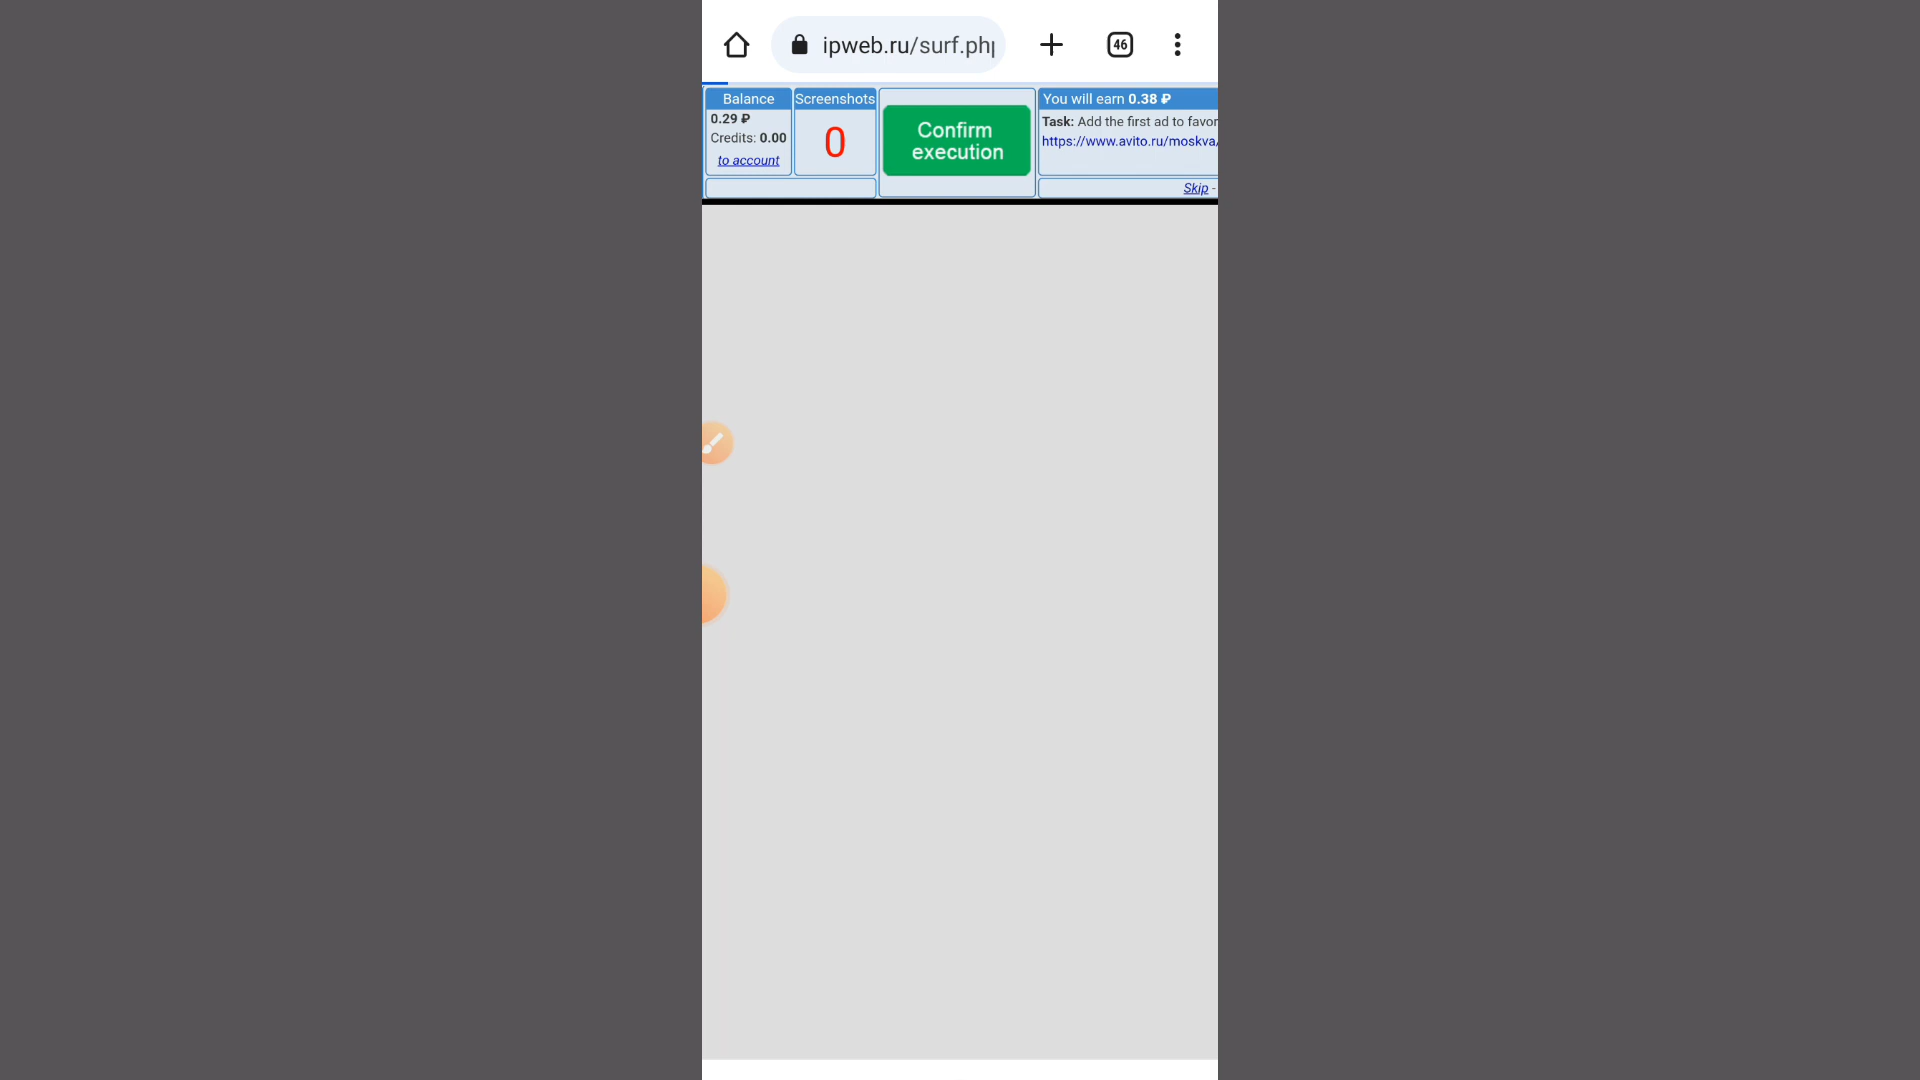 ipweb.ru/surf.php
46
Balance
0.29 ₽
Credits: 0.00
to account
Screenshots
0
Confirm
execution
You will earn 0.38 ₽
Task: Add the first ad to favor
https://www.avito.ru/moskva/
Skip -